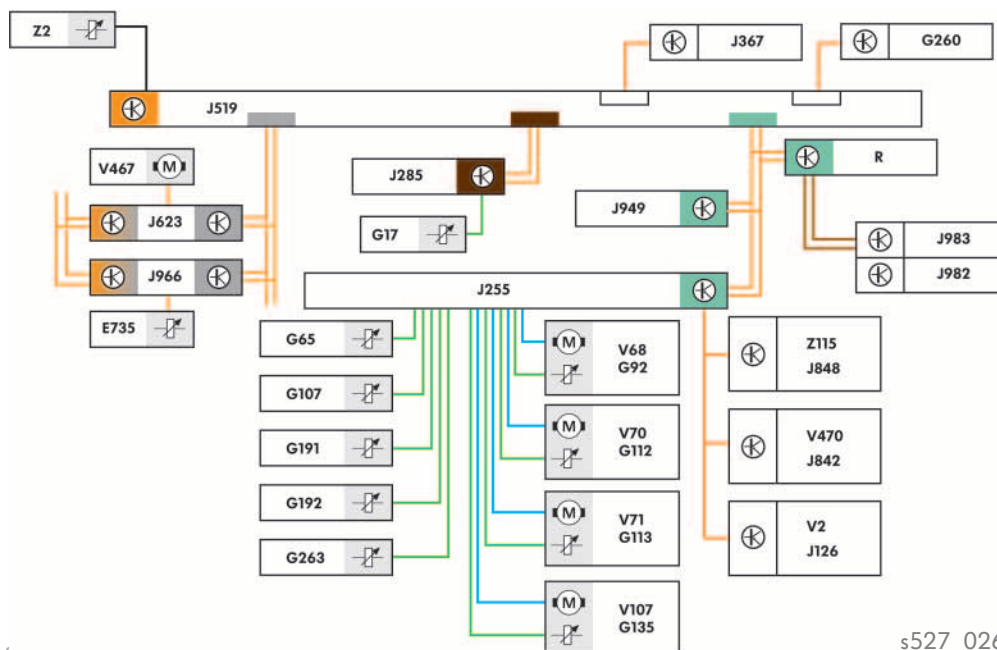 Z2
J367
G260
J519
V467
M
J285
R
J623
J949
G17
J983
J966
J982
J255
E735
G65
M
V68
G92
Z115
J848
G107
M
V70
G112
V470
J842
G191
G192
M
V71
G113
V2
J126
G263
M
V107
G135
s527_026